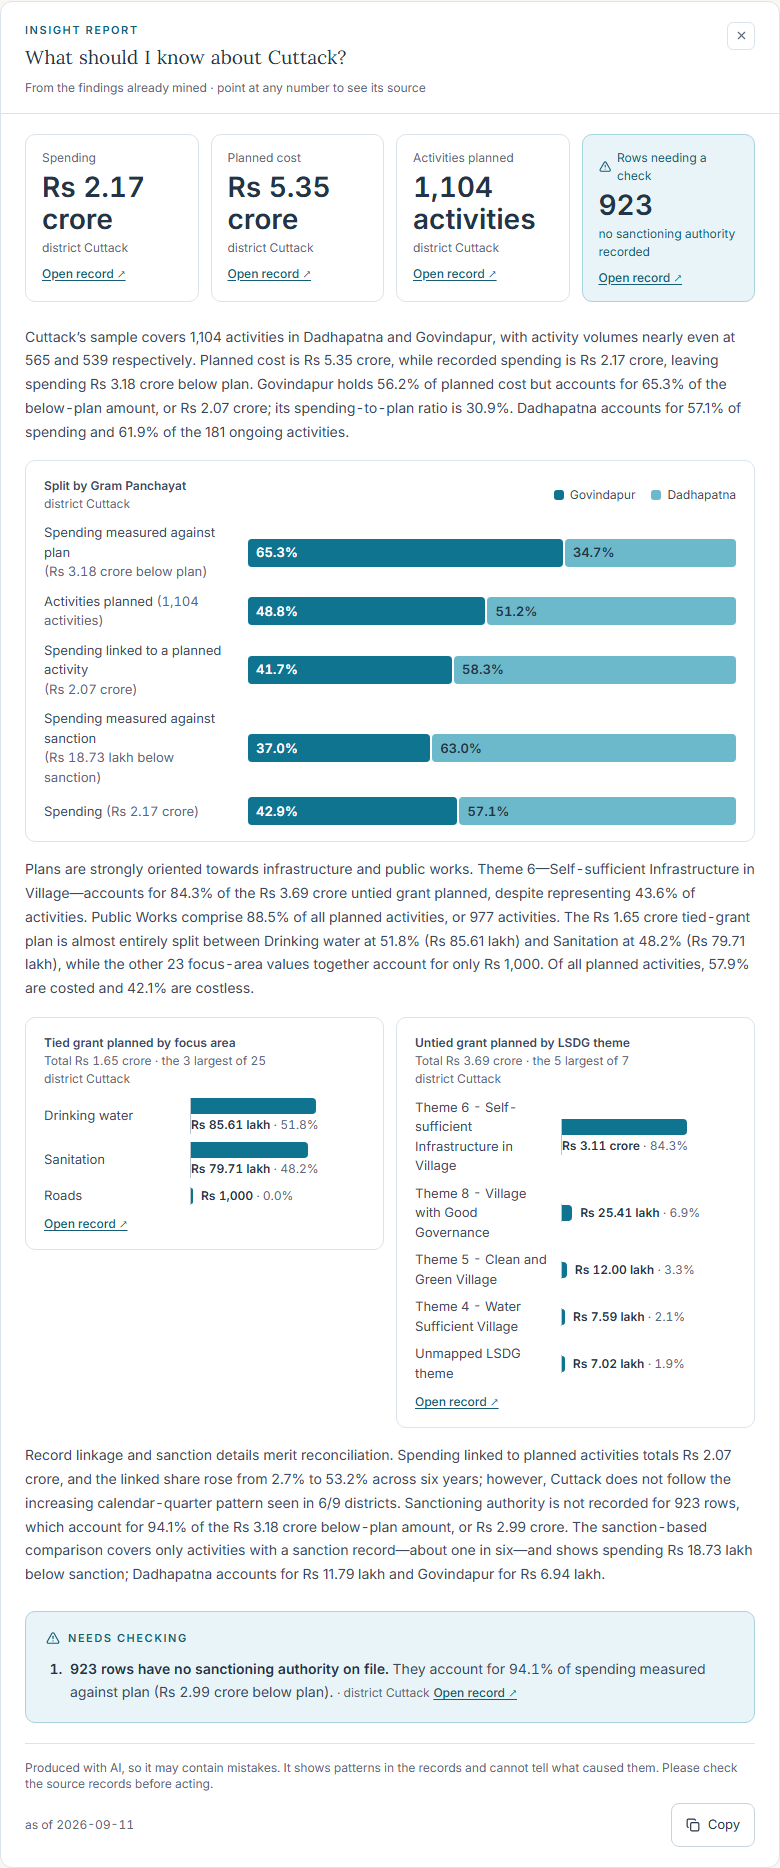 INSIGHT REPORT
What should I know about Cuttack?
From the findings already mined · point at any number to see its source
Spending
Rs 2.17
crore
district Cuttack
Open record ↗
Planned cost
Rs 5.35
crore
district Cuttack
Open record ↗
Activities planned
1,104
activities
district Cuttack
Open record ↗
Rows needing a
check
923
no sanctioning authority
recorded
Open record ↗
Cuttack’s sample covers 1,104 activities in Dadhapatna and Govindapur, with activity volumes nearly even at
565 and 539 respectively. Planned cost is Rs 5.35 crore, while recorded spending is Rs 2.17 crore, leaving
spending Rs 3.18 crore below plan. Govindapur holds 56.2% of planned cost but accounts for 65.3% of the
below-plan amount, or Rs 2.07 crore; its spending-to-plan ratio is 30.9%. Dadhapatna accounts for 57.1% of
spending and 61.9% of the 181 ongoing activities.
Split by Gram Panchayat
district Cuttack
Govindapur
Dadhapatna
Spending measured against
plan
(Rs 3.18 crore below plan)
65.3%
34.7%
Activities planned (1,104
activities)
48.8%
51.2%
Spending linked to a planned
activity
(Rs 2.07 crore)
41.7%
58.3%
Spending measured against
sanction
(Rs 18.73 lakh below
sanction)
37.0%
63.0%
Spending (Rs 2.17 crore)
42.9%
57.1%
Plans are strongly oriented towards infrastructure and public works. Theme 6—Self-sufficient Infrastructure in
Village—accounts for 84.3% of the Rs 3.69 crore untied grant planned, despite representing 43.6% of
activities. Public Works comprise 88.5% of all planned activities, or 977 activities. The Rs 1.65 crore tied-grant
plan is almost entirely split between Drinking water at 51.8% (Rs 85.61 lakh) and Sanitation at 48.2% (Rs 79.71
lakh), while the other 23 focus-area values together account for only Rs 1,000. Of all planned activities, 57.9%
are costed and 42.1% are costless.
Tied grant planned by focus area
Total Rs 1.65 crore · the 3 largest of 25
district Cuttack
Drinking water
Rs 85.61 lakh · 51.8%
Sanitation
Rs 79.71 lakh · 48.2%
Roads
Rs 1,000 · 0.0%
Open record ↗
Untied grant planned by LSDG theme
Total Rs 3.69 crore · the 5 largest of 7
district Cuttack
Theme 6 - Self-
sufficient
Infrastructure in
Village
Rs 3.11 crore · 84.3%
Theme 8 - Village
with Good
Governance
Rs 25.41 lakh · 6.9%
Theme 5 - Clean and
Green Village
Rs 12.00 lakh · 3.3%
Theme 4 - Water
Sufficient Village
Rs 7.59 lakh · 2.1%
Unmapped LSDG
theme
Rs 7.02 lakh · 1.9%
Open record ↗
Record linkage and sanction details merit reconciliation. Spending linked to planned activities totals Rs 2.07
crore, and the linked share rose from 2.7% to 53.2% across six years; however, Cuttack does not follow the
increasing calendar-quarter pattern seen in 6/9 districts. Sanctioning authority is not recorded for 923 rows,
which account for 94.1% of the Rs 3.18 crore below-plan amount, or Rs 2.99 crore. The sanction-based
comparison covers only activities with a sanction record—about one in six—and shows spending Rs 18.73 lakh
below sanction; Dadhapatna accounts for Rs 11.79 lakh and Govindapur for Rs 6.94 lakh.
NEEDS CHECKING
1. 923 rows have no sanctioning authority on file. They account for 94.1% of spending measured
against plan (Rs 2.99 crore below plan). · district Cuttack Open record ↗
Produced with AI, so it may contain mistakes. It shows patterns in the records and cannot tell what caused them. Please check
the source records before acting.
as of 2026-09-11
Copy